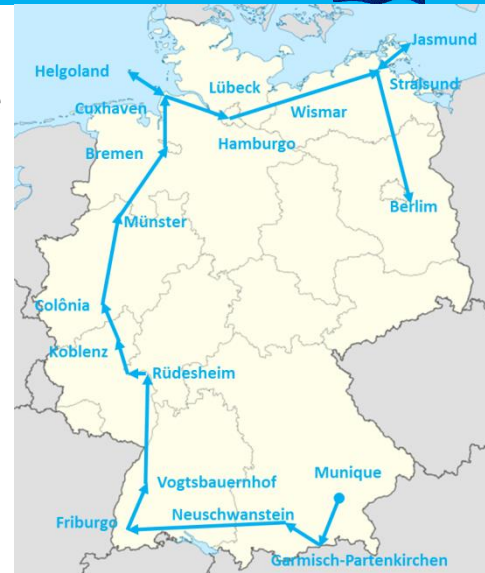 Jasmund
Helgoland
Lübeck
Stralsund
Cuxhaven
Wismar
Hamburgo
Bremen
Berlim
Münster
Colônia
Koblenz
Rüdesheim
Munique
Vogtsbauernhof
Neuschwanstein
Friburgo
Garmisch-Partenkirchen